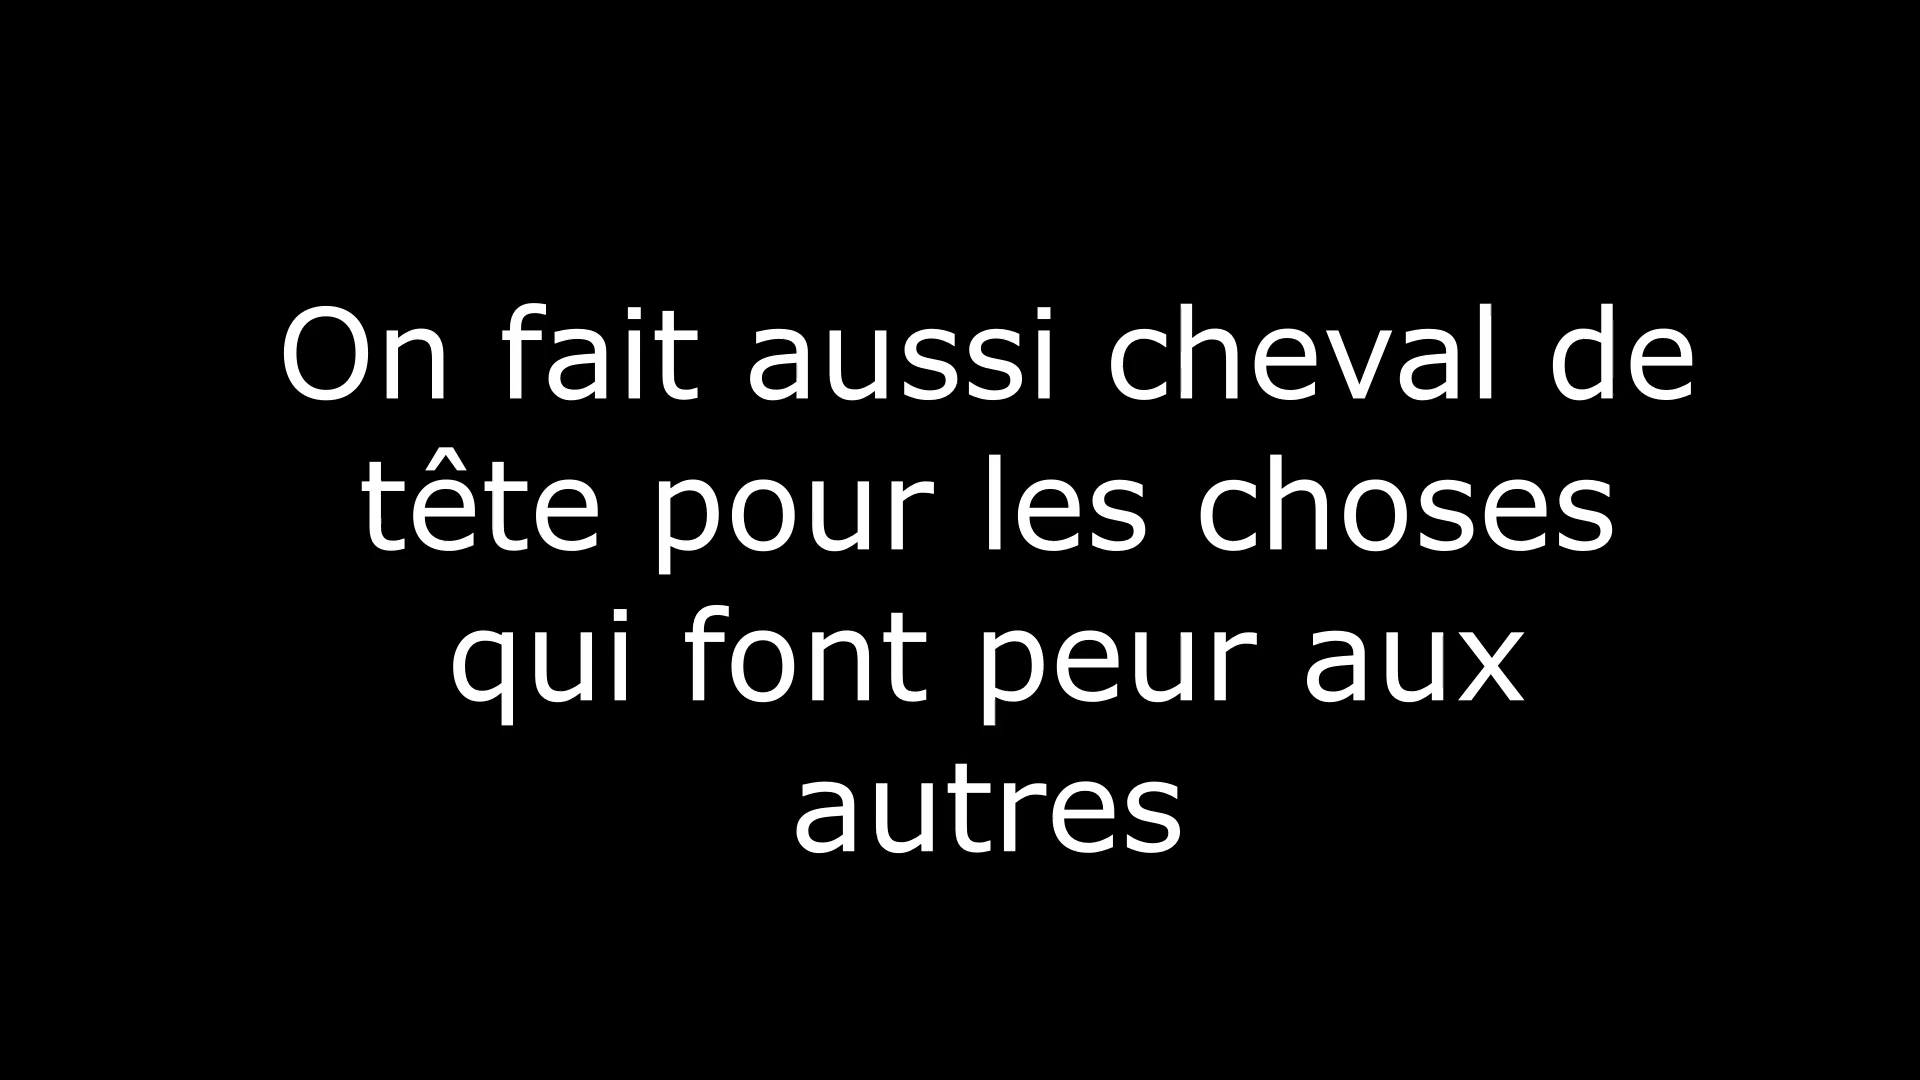 On fait aussi cheval de
tête pour les choses
qui font peur aux
autres